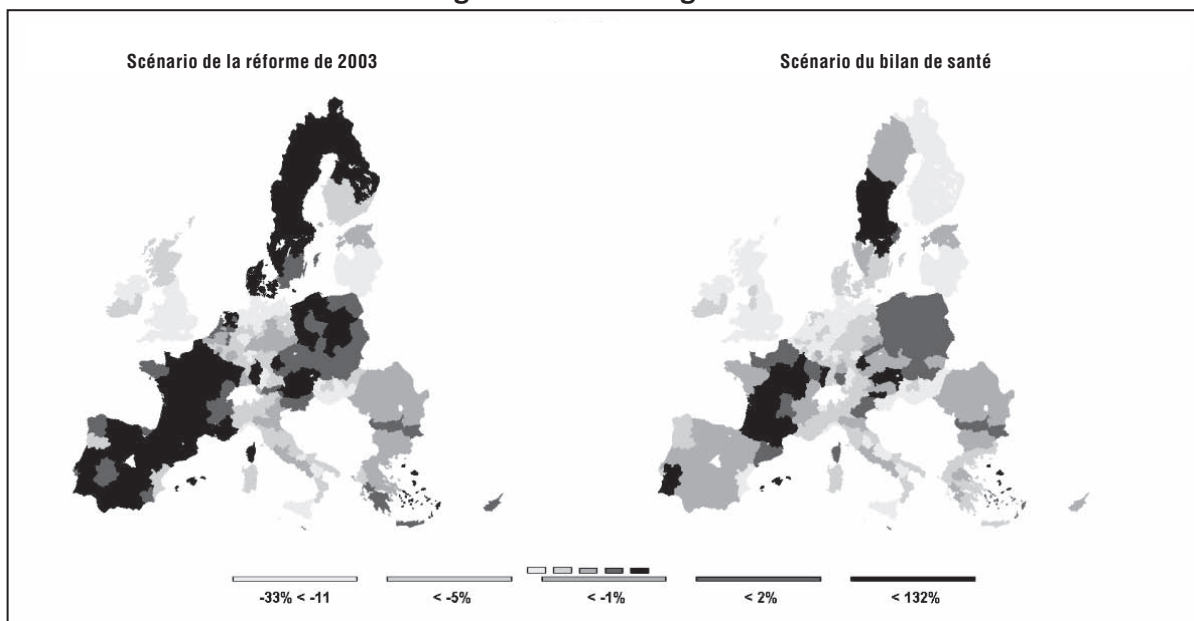 Scénario de la réforme de 2003
Scénario du bilan de santé
-33% < -11
< -5%
< -1%
< 2%
< 132%